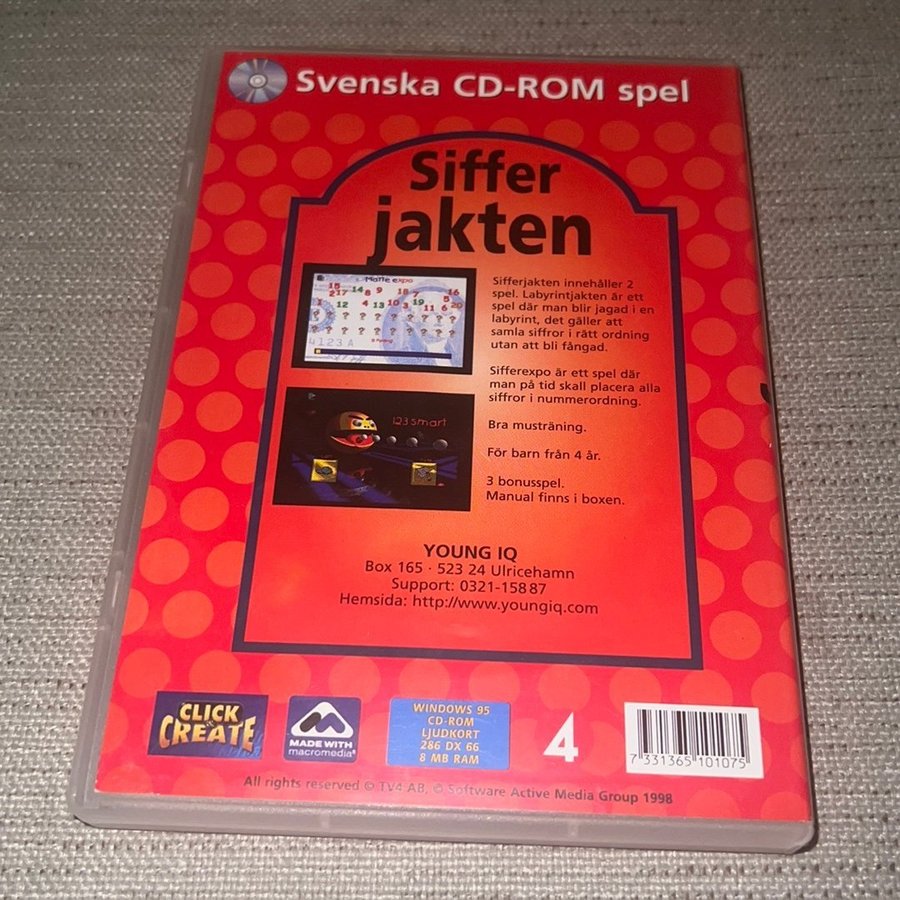 Svenska CD-ROM spel
Siffer
jakten
Matte expo
Sifferjakten innehåller 2
spel. Labyrintjakten är ett
spel där man blir jagad i en
labyrint, det gäller att
samla siffror i rätt ordning
utan att bli fångad.
Sifferexpo är ett spel där
man på tid skall placera alla
siffror i nummerordning.
Bra musträning.
För barn från 4 år.
3 bonusspel.
Manual finns i boxen.
123 smart
YOUNG IQ
Box 165 · 523 24 Ulricehamn
Support: 0321-158 87
Hemsida: http://www.youngiq.com
CLICK
&
CREATE
MADE WITH
macromedia®
WINDOWS 95
CD-ROM
LJUDKORT
286 DX 66
8 MB RAM
4
7 331365 101075
All rights reserved © TV4 AB, © Software Active Media Group 1998